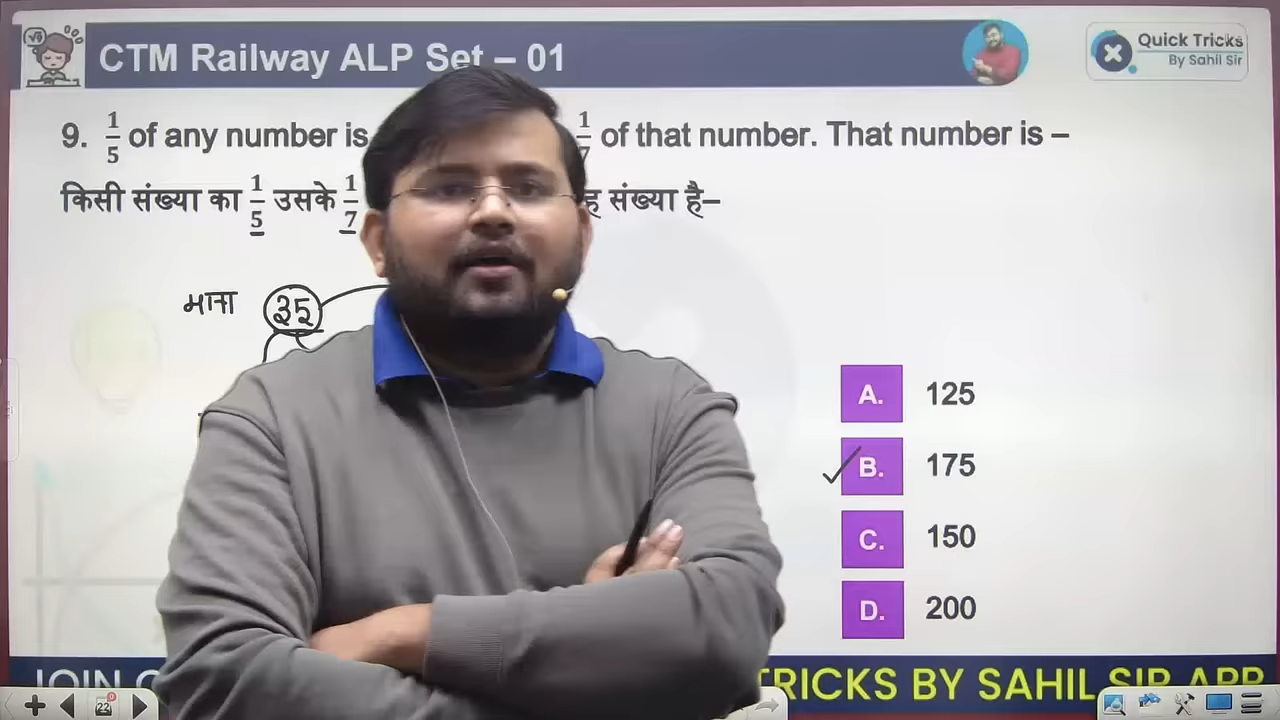 CTM Railway ALP Set – 01
Quick Tricks
By Sahil Sir
9. 1/5 of any number is 1/7 of that number. That number is –
किसी संख्या का 1/5 उसके 1/7 संख्या है–
माना 35
A. 125
B. 175
C. 150
D. 200
JOIN
TRICKS BY SAHIL SIR APP
22